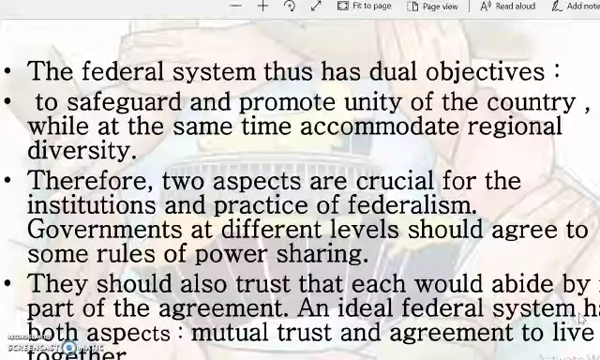 Fit to page Page view Read aloud Add note
• The federal system thus has dual objectives :
• to safeguard and promote unity of the country ,
while at the same time accommodate regional
diversity.
• Therefore, two aspects are crucial for the
institutions and practice of federalism.
Governments at different levels should agree to
some rules of power sharing.
• They should also trust that each would abide by
part of the agreement. An ideal federal system
both aspects : mutual trust and agreement to live
together
SCREENCAST MATIC